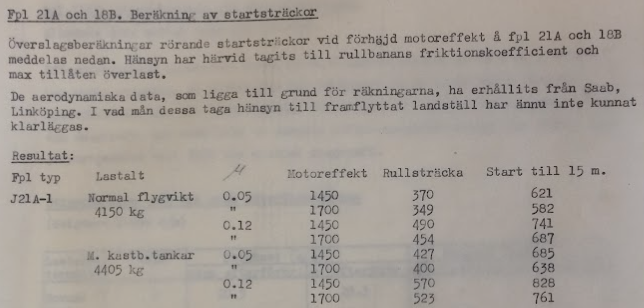 Fpl 21A och 18B. Beräkning av startsträckor
Överslagsberäkningar rörande startsträckor vid förhöjd motoreffekt å fpl 21A och 18B
meddelas nedan. Hänsyn har härvid tagits till rullbanans friktionskoefficient och
max tillåten överlast.
De aerodynamiska data, som ligga till grund för räkningarna, ha erhållits från Saab,
Linköping. I vad mån dessa taga hänsyn till framflyttat landställ har ännu inte kunnat
klarläggas.
Resultat:
Fpl typ Lastalt μ Motoreffekt Rullsträcka Start till 15 m.
J21A-1 Normal flygvikt 0.05 1450 370 621
4150 kg " 1700 349 582
0.12 1450 490 741
" 1700 454 687
M. kastb.tankar 0.05 1450 427 685
4405 kg " 1700 400 638
0.12 1450 570 828
" 1700 523 761